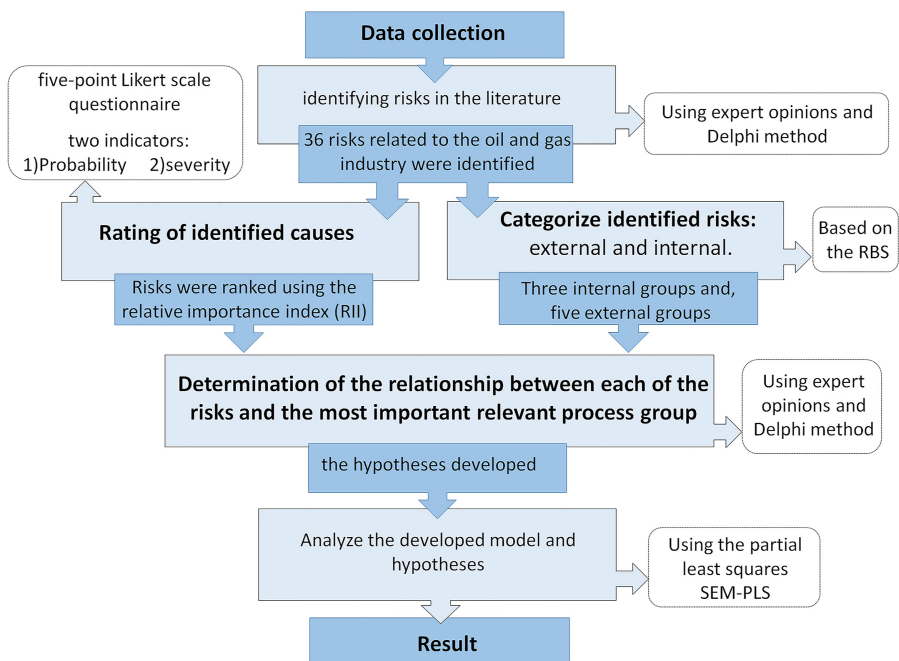 Data collection
five-point Likert scale
questionnaire
two indicators:
1)Probability 2)severity
identifying risks in the literature
Using expert opinions and
Delphi method
36 risks related to the oil and gas
industry were identified
Rating of identified causes
Categorize identified risks:
external and internal.
Based on
the RBS
Risks were ranked using the
relative importance index (RII)
Three internal groups and,
five external groups
Determination of the relationship between each of the
risks and the most important relevant process group
Using expert
opinions and
Delphi method
the hypotheses developed
Analyze the developed model and
hypotheses
Using the partial
least squares
SEM-PLS
Result